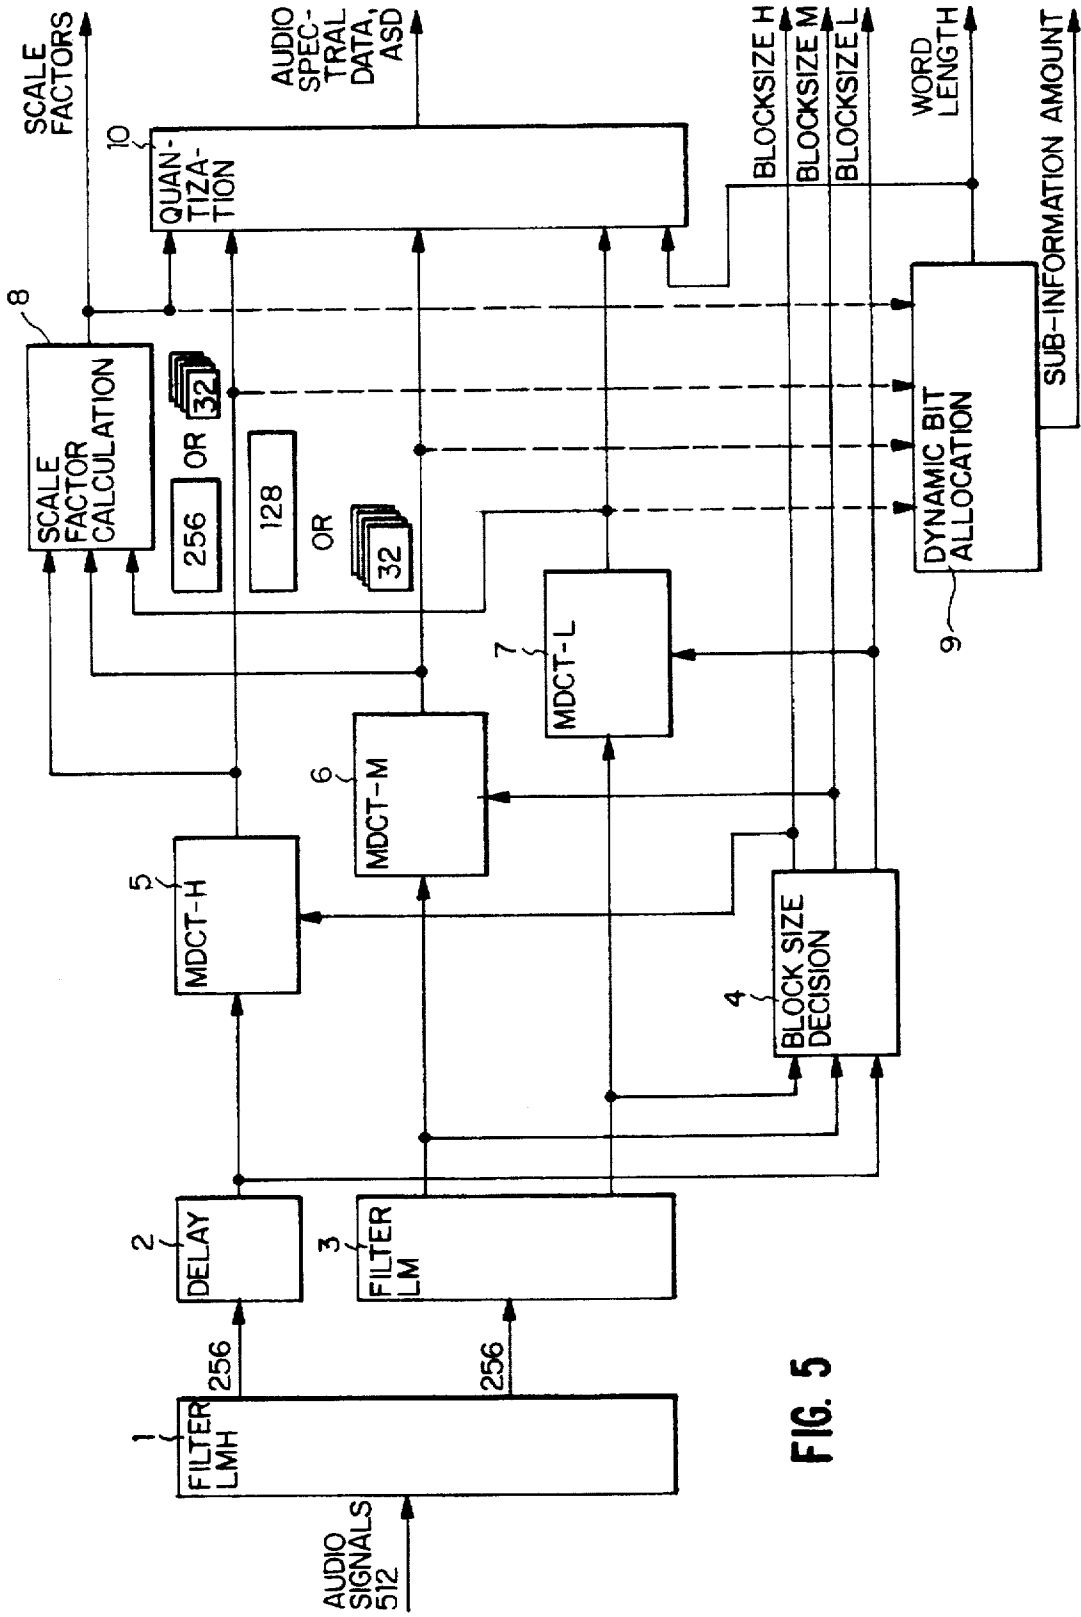 AUDIO
SIGNALS
512
1
FILTER
LMH
256
256
2
DELAY
3
FILTER
LM
4
BLOCK SIZE
DECISION
5
MDCT-H
6
MDCT-M
7
MDCT-L
8
SCALE
FACTOR
CALCULATION
256
OR
32
128
OR
32
9
DYNAMIC BIT
ALLOCATION
10
QUAN-
TIZA-
TION
SCALE
FACTORS
AUDIO
SPEC-
TRAL
DATA,
ASD
BLOCKSIZE H
BLOCKSIZE M
BLOCKSIZE L
WORD
LENGTH
SUB-INFORMATION AMOUNT
FIG. 5